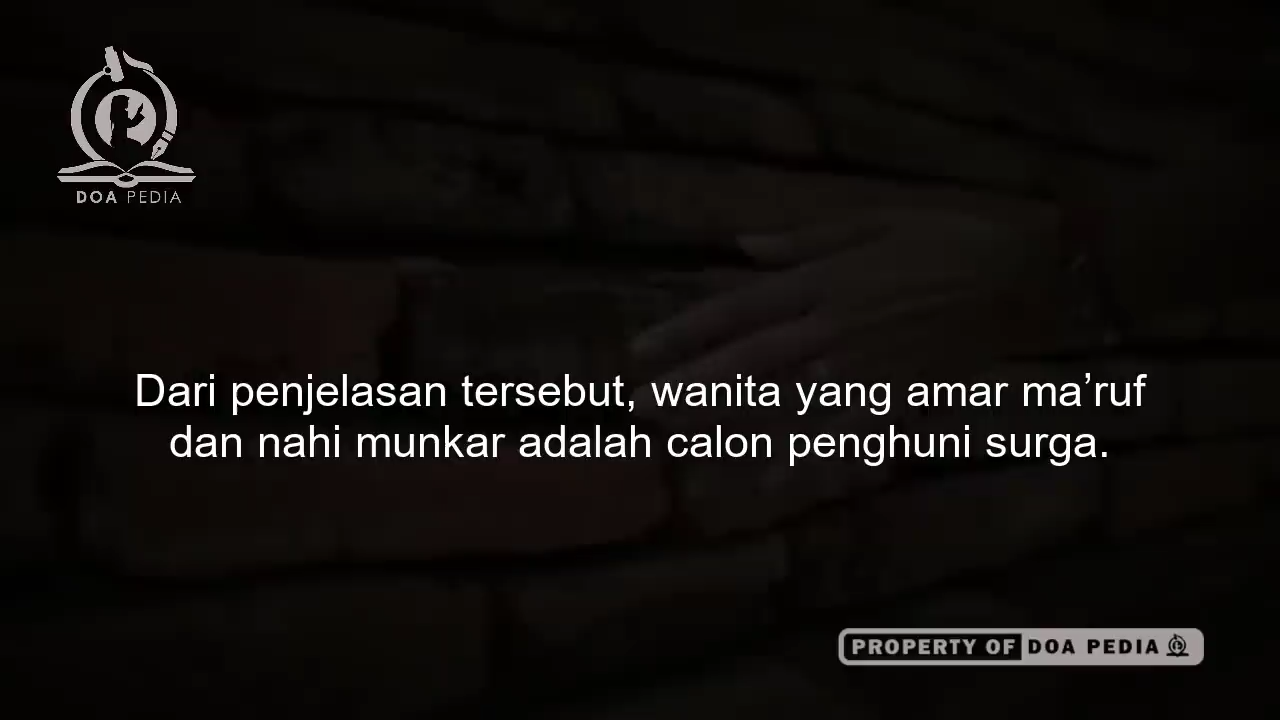 DOA PEDIA
Dari penjelasan tersebut, wanita yang amar ma’ruf
dan nahi munkar adalah calon penghuni surga.
PROPERTY OF DOA PEDIA